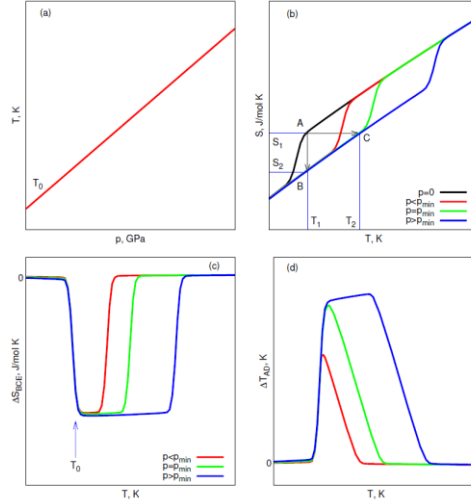 (a)
T, K
T0
p, GPa
(b)
S, J/mol K
A
S1
C
S2
B
T1
T2
p=0
p<pmin
p=pmin
p>pmin
T, K
(c)
0
ΔSBCE, J/mol K
T0
p<pmin
p=pmin
p>pmin
T, K
(d)
ΔTAD, K
0
T, K